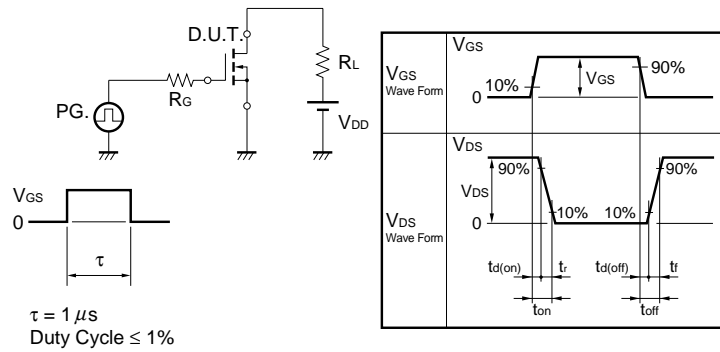 D.U.T.
RL
RG
PG.
VDD
VGS
0
τ
τ = 1 μs
Duty Cycle ≤ 1%
VGS
Wave Form
VGS
10%
VGS
90%
0
VDS
Wave Form
VDS
90%
90%
VDS
10%
10%
0
td(on)
tr
td(off)
tf
ton
toff